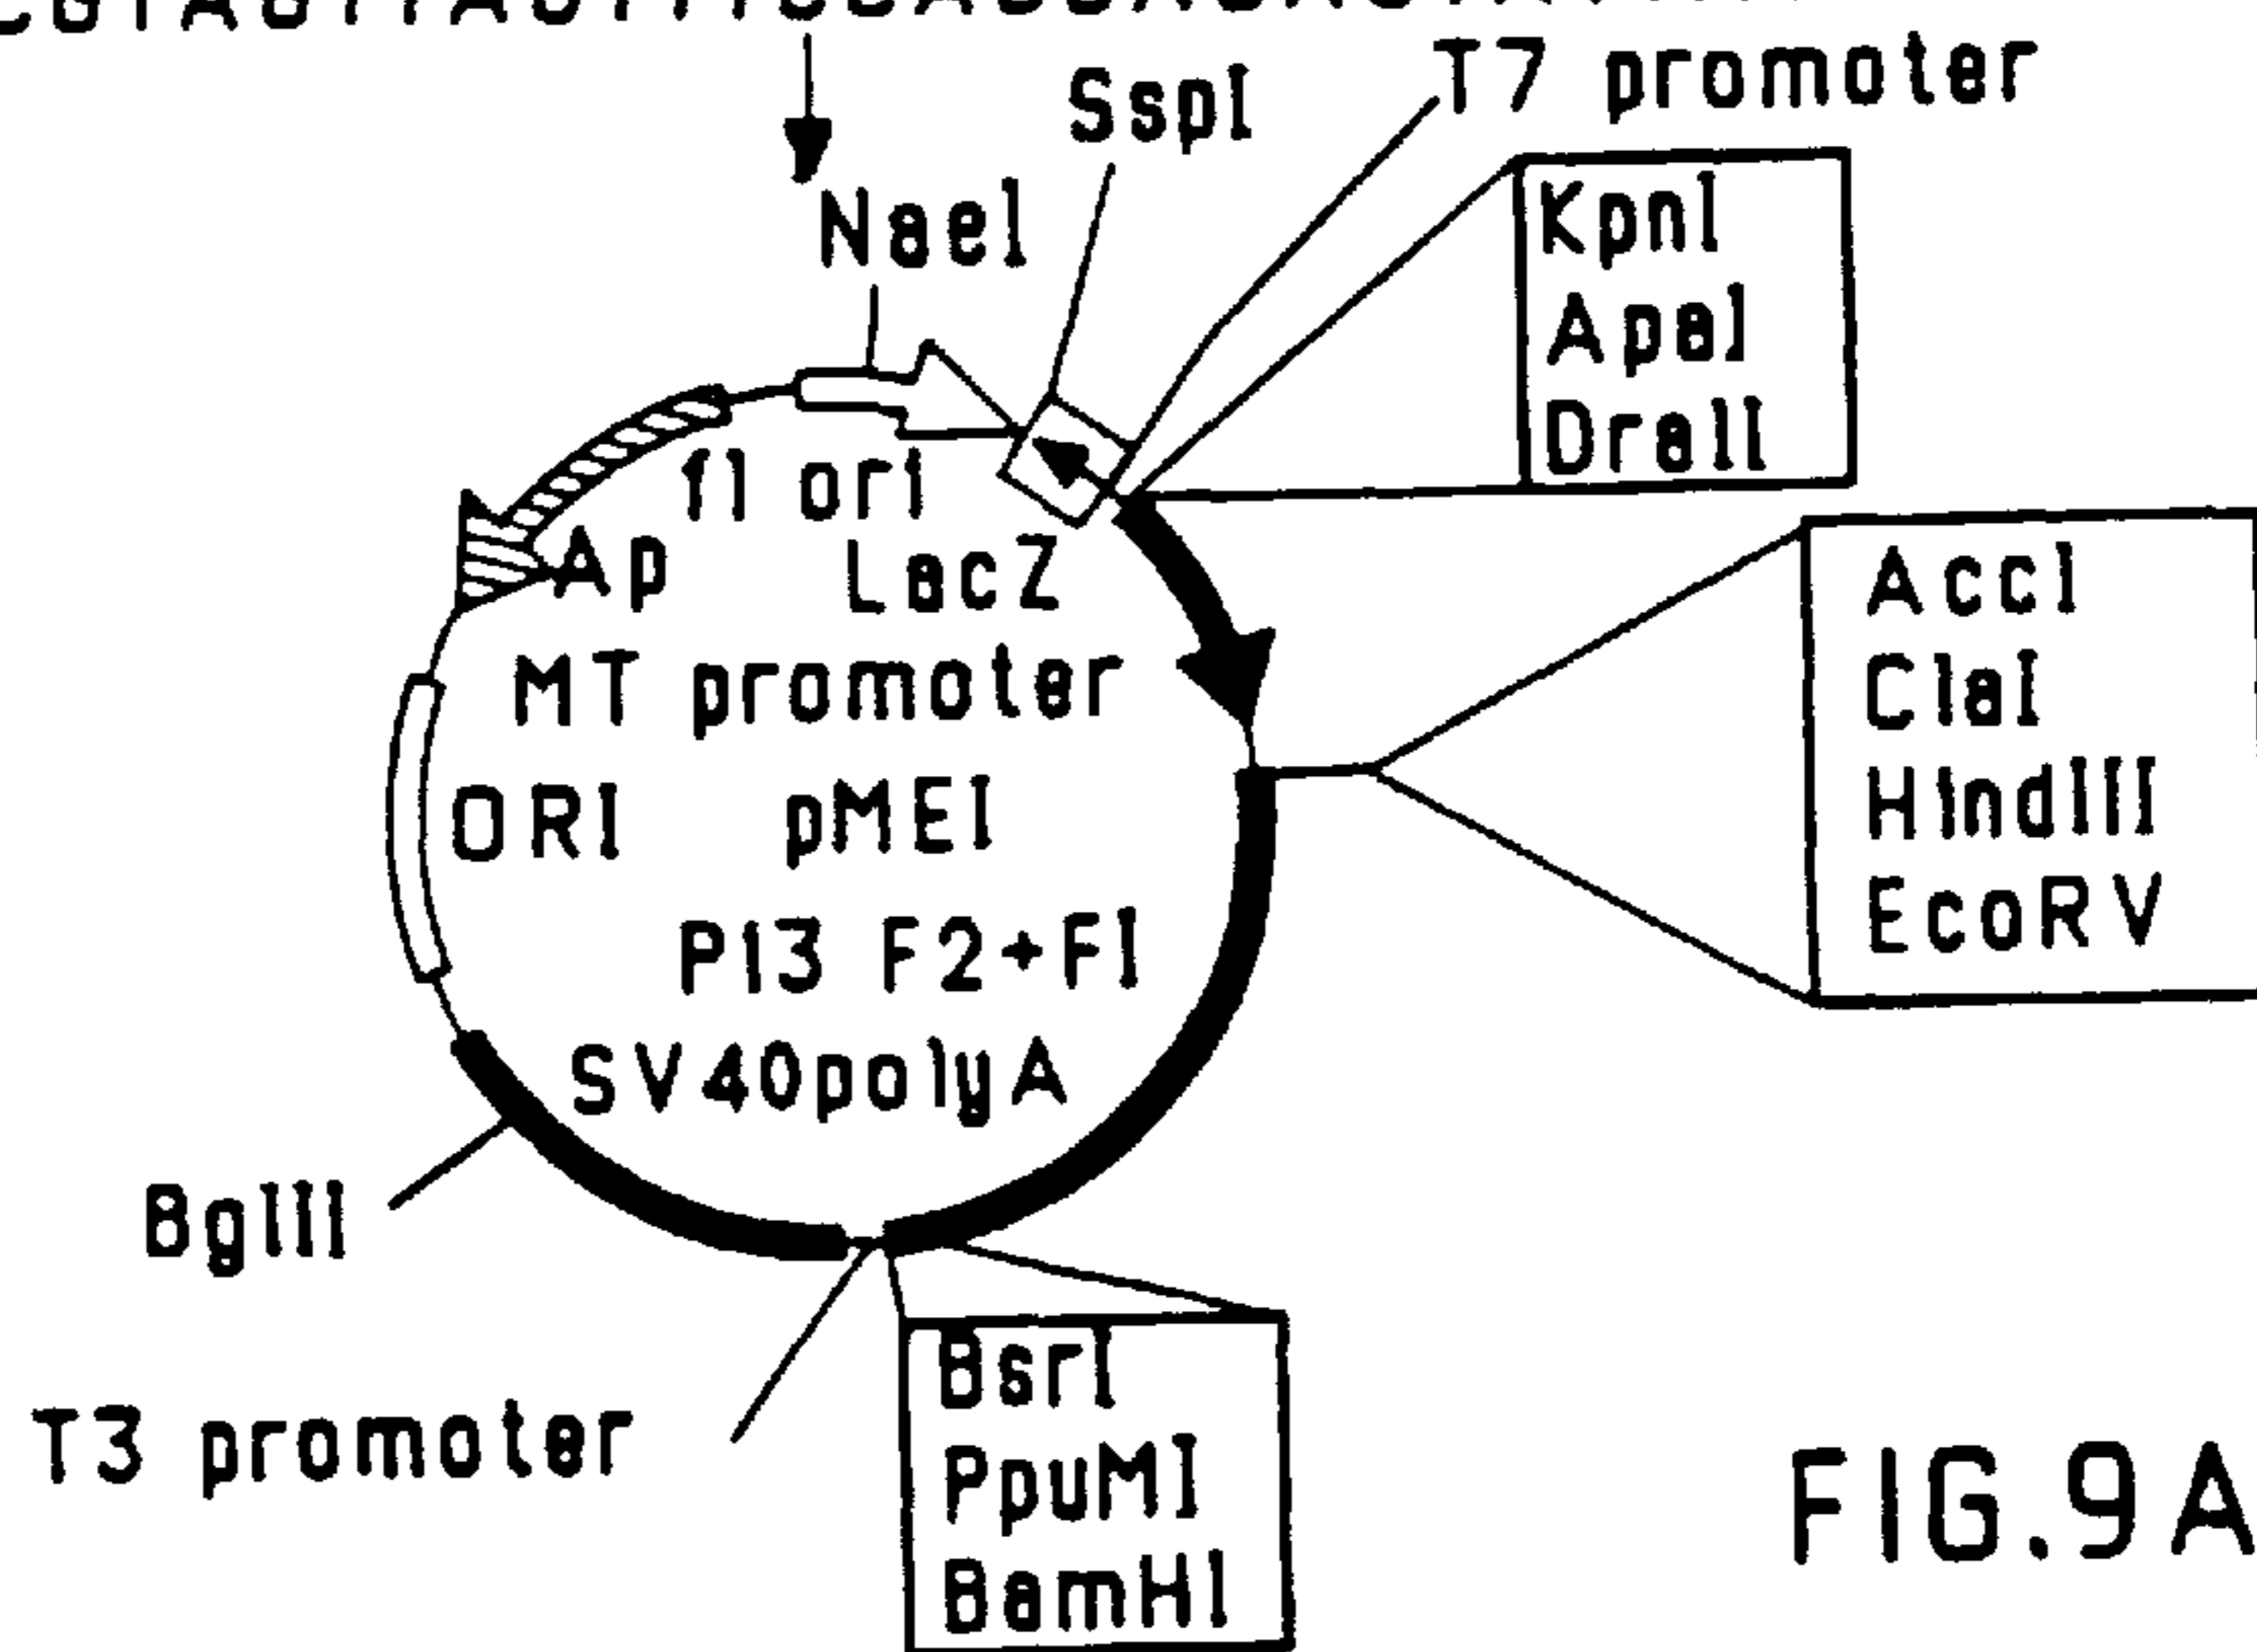 SspI
T7 promoter
NaeI
KpnI
ApaI
DraII
f1 ori
Ap
LacZ
MT promoter
ORI
pMEI
P13 F2+F1
SV40polyA
AccI
ClaI
HindIII
EcoRV
BglII
T3 promoter
BsrI
PpuMI
BamHI
FIG.9A